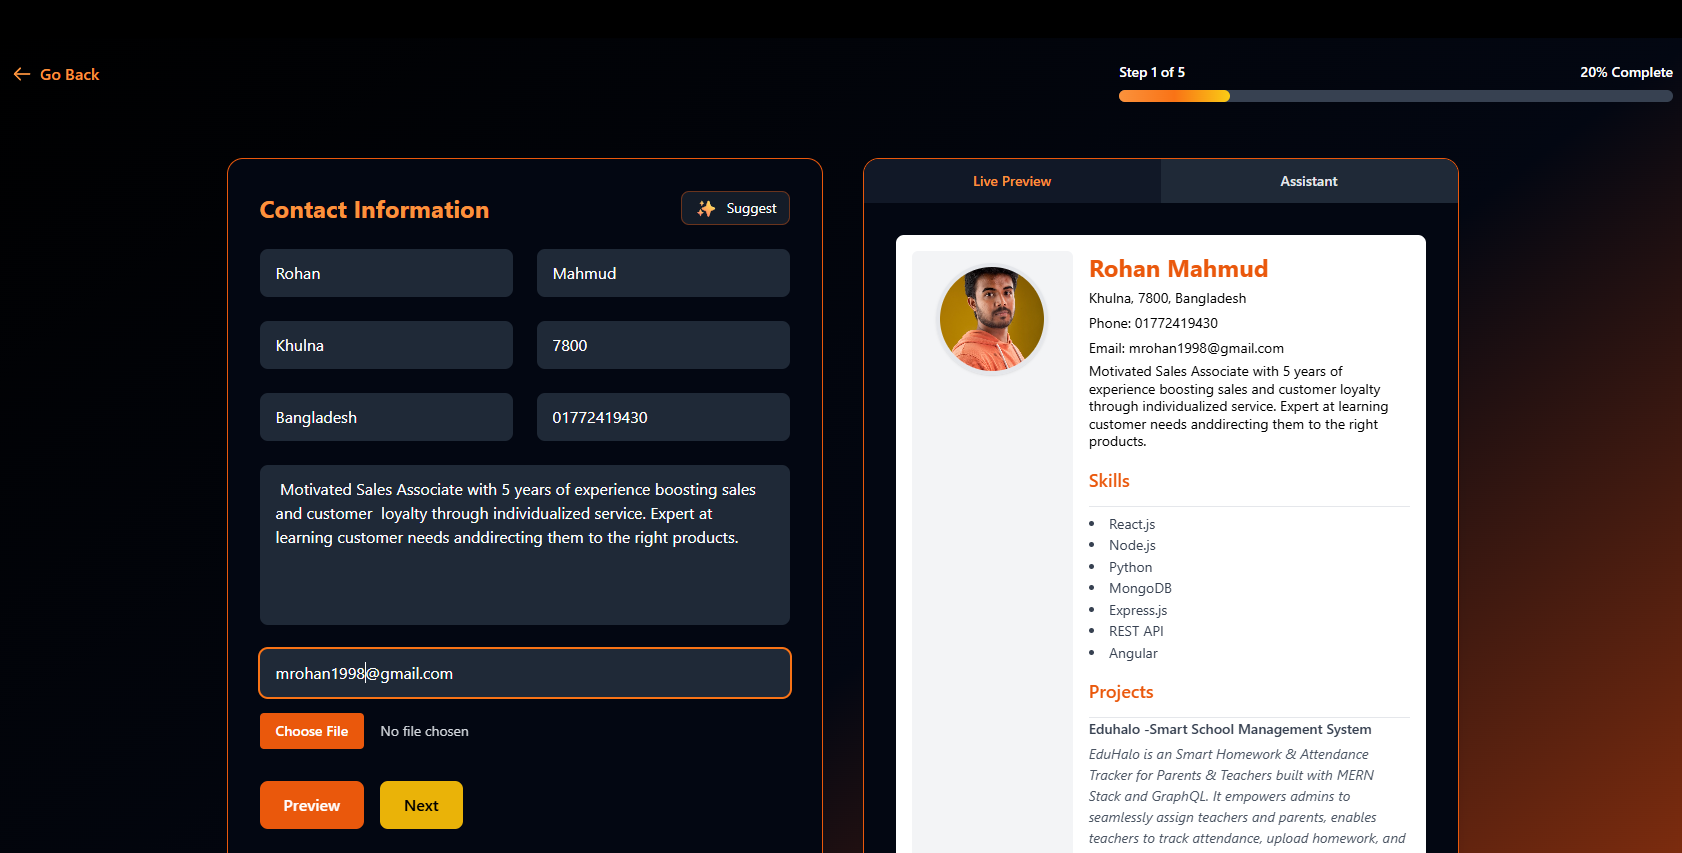 Go Back
Step 1 of 5
20% Complete
Contact Information
Suggest
Rohan
Mahmud
Khulna
7800
Bangladesh
01772419430
Motivated Sales Associate with 5 years of experience boosting sales
and customer  loyalty through individualized service. Expert at
learning customer needs anddirecting them to the right products.
mrohan1998@gmail.com
Choose File
No file chosen
Preview
Next
Live Preview
Assistant
Rohan Mahmud
Khulna, 7800, Bangladesh
Phone: 01772419430
Email: mrohan1998@gmail.com
Motivated Sales Associate with 5 years of
experience boosting sales and customer loyalty
through individualized service. Expert at learning
customer needs anddirecting them to the right
products.
Skills
React.js
Node.js
Python
MongoDB
Express.js
REST API
Angular
Projects
Eduhalo -Smart School Management System
EduHalo is an Smart Homework & Attendance
Tracker for Parents & Teachers built with MERN
Stack and GraphQL. It empowers admins to
seamlessly assign teachers and parents, enables
teachers to track attendance, upload homework, and